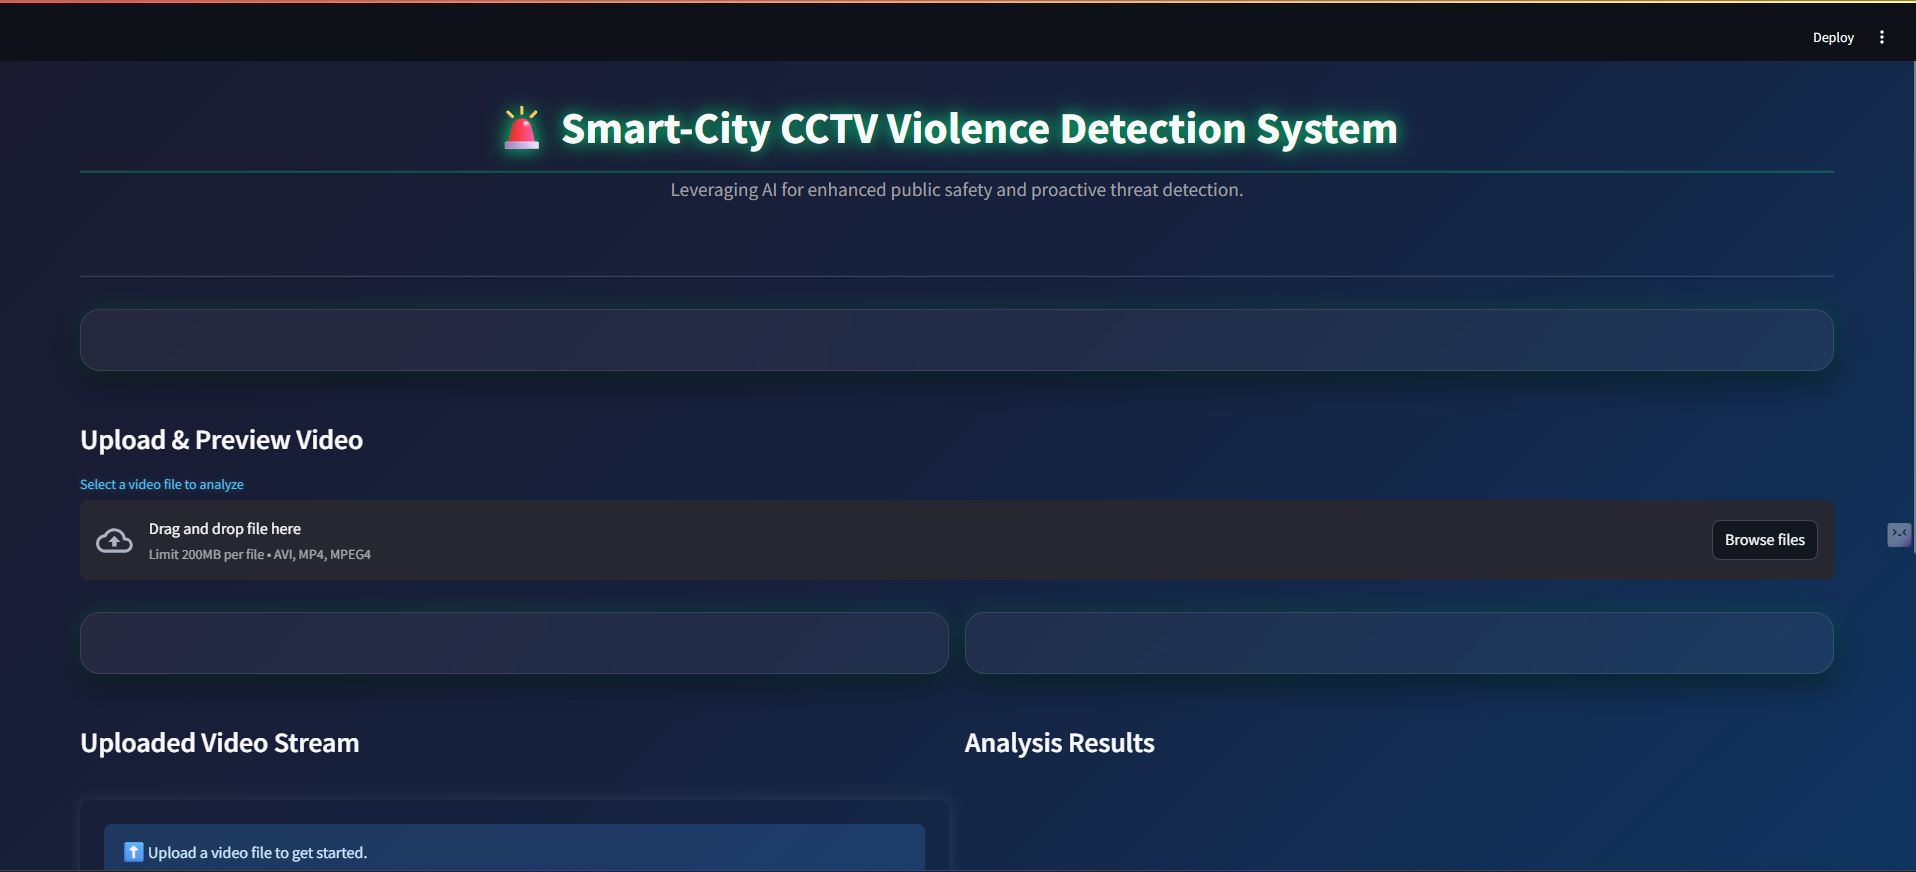 Deploy
Smart-City CCTV Violence Detection System
Leveraging AI for enhanced public safety and proactive threat detection.
Upload & Preview Video
Select a video file to analyze
Drag and drop file here
Limit 200MB per file • AVI, MP4, MPEG4
Browse files
Uploaded Video Stream
Analysis Results
Upload a video file to get started.